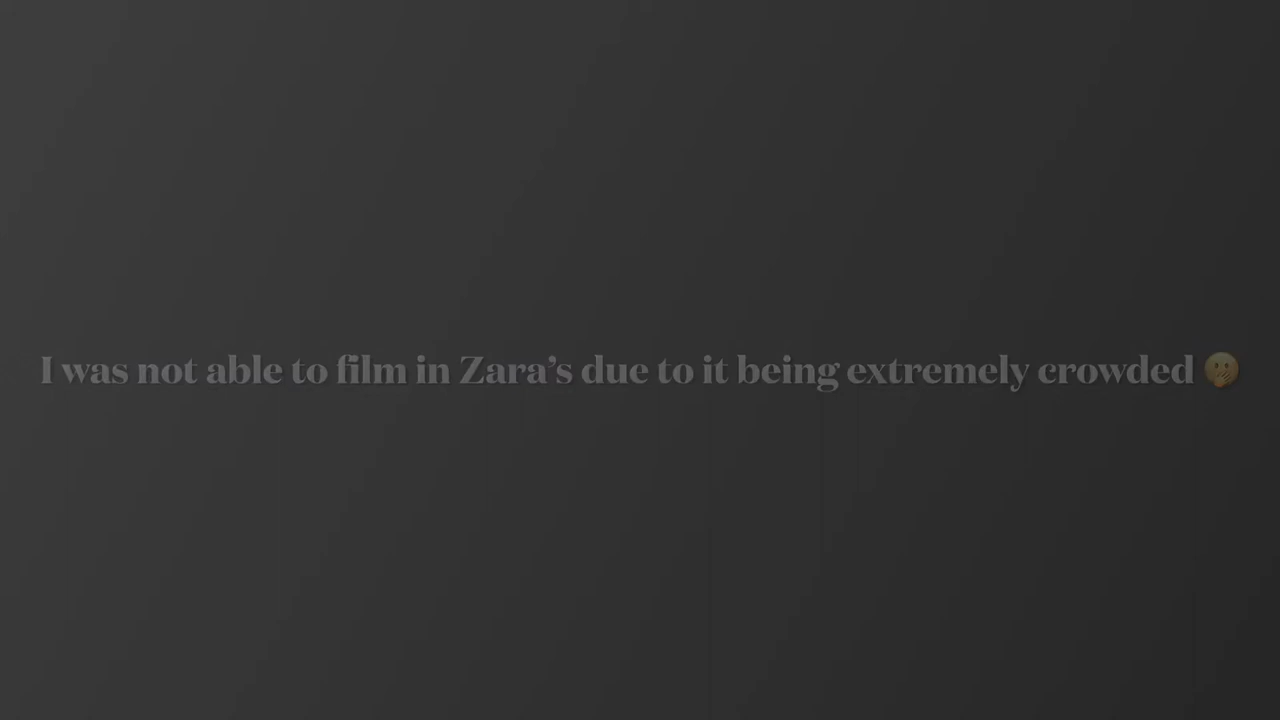 I was not able to film in Zara’s due to it being extremely crowded 🫢